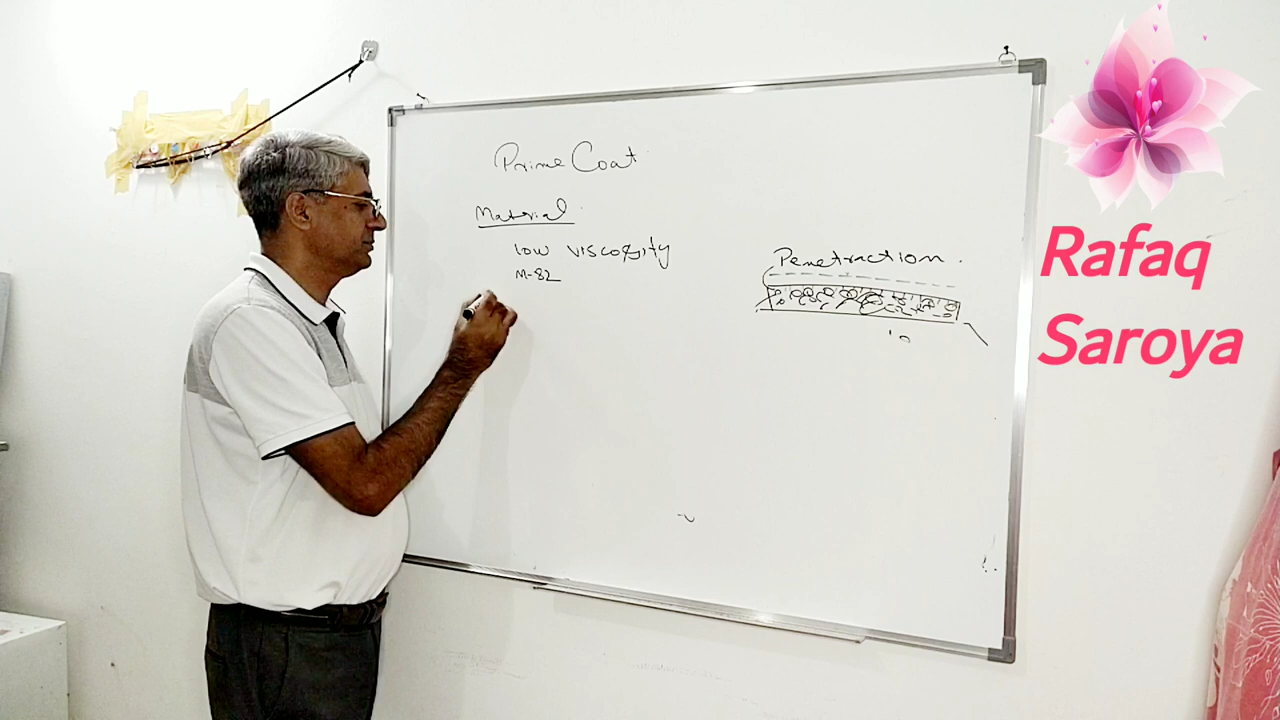 Prime Coat
Material
low viscosity
M-82
Penetraction.
Rafaq
Saroya